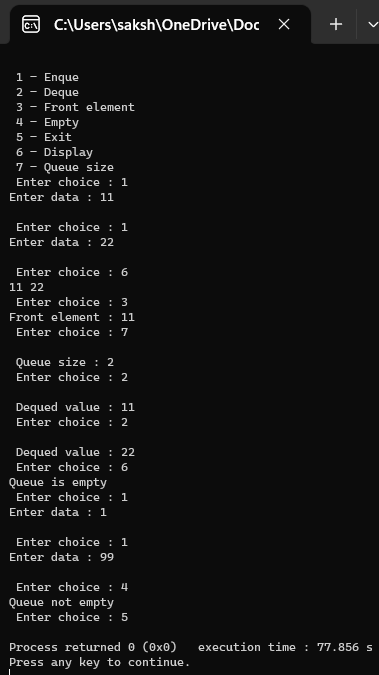 C:\Users\saksh\OneDrive\Doc
1 - Enque
2 - Deque
3 - Front element
4 - Empty
5 - Exit
6 - Display
7 - Queue size
Enter choice : 1
Enter data : 11
Enter choice : 1
Enter data : 22
Enter choice : 6
11 22
Enter choice : 3
Front element : 11
Enter choice : 7
Queue size : 2
Enter choice : 2
Dequed value : 11
Enter choice : 2
Dequed value : 22
Enter choice : 6
Queue is empty
Enter choice : 1
Enter data : 1
Enter choice : 1
Enter data : 99
Enter choice : 4
Queue not empty
Enter choice : 5
Process returned 0 (0x0)   execution time : 77.856 s
Press any key to continue.